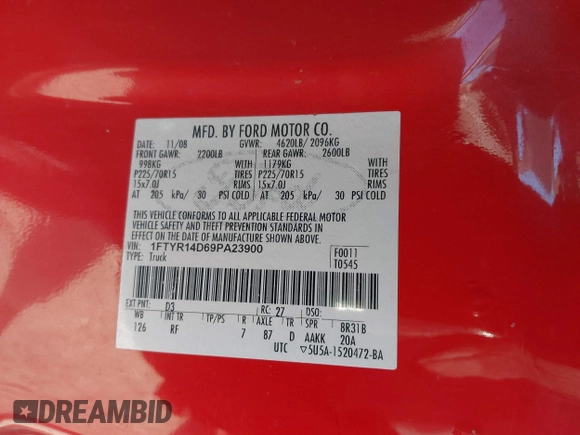 MFD. BY FORD MOTOR CO.
DATE: 11/08 GVWR: 4620LB/ 2096KG
FRONT GAWR: 2200LB REAR GAWR: 2600LB
998KG WITH 1179KG WITH
P225/70R15 TIRES P225/70R15 TIRES
15x7.0J RIMS 15x7.0J RIMS
AT 205 kPa/ 30 PSI COLD AT 205 kPa/ 30 PSI COLD
THIS VEHICLE CONFORMS TO ALL APPLICABLE FEDERAL MOTOR
VEHICLE SAFETY AND THEFT PREVENTION STANDARDS IN
EFFECT ON THE DATE OF MANUFACTURE SHOWN ABOVE.
VIN: 1FTYR14D69PA23900 F0011
TYPE: Truck T0545
EXT PNT: D3 RC: 27 DSO:
WB INT TR TP/PS R AXLE TR SPR 8R31B
126 RF 7 87 D AAKK 20A
UTC ▽5U5A-1520472-BA
DREAMBID